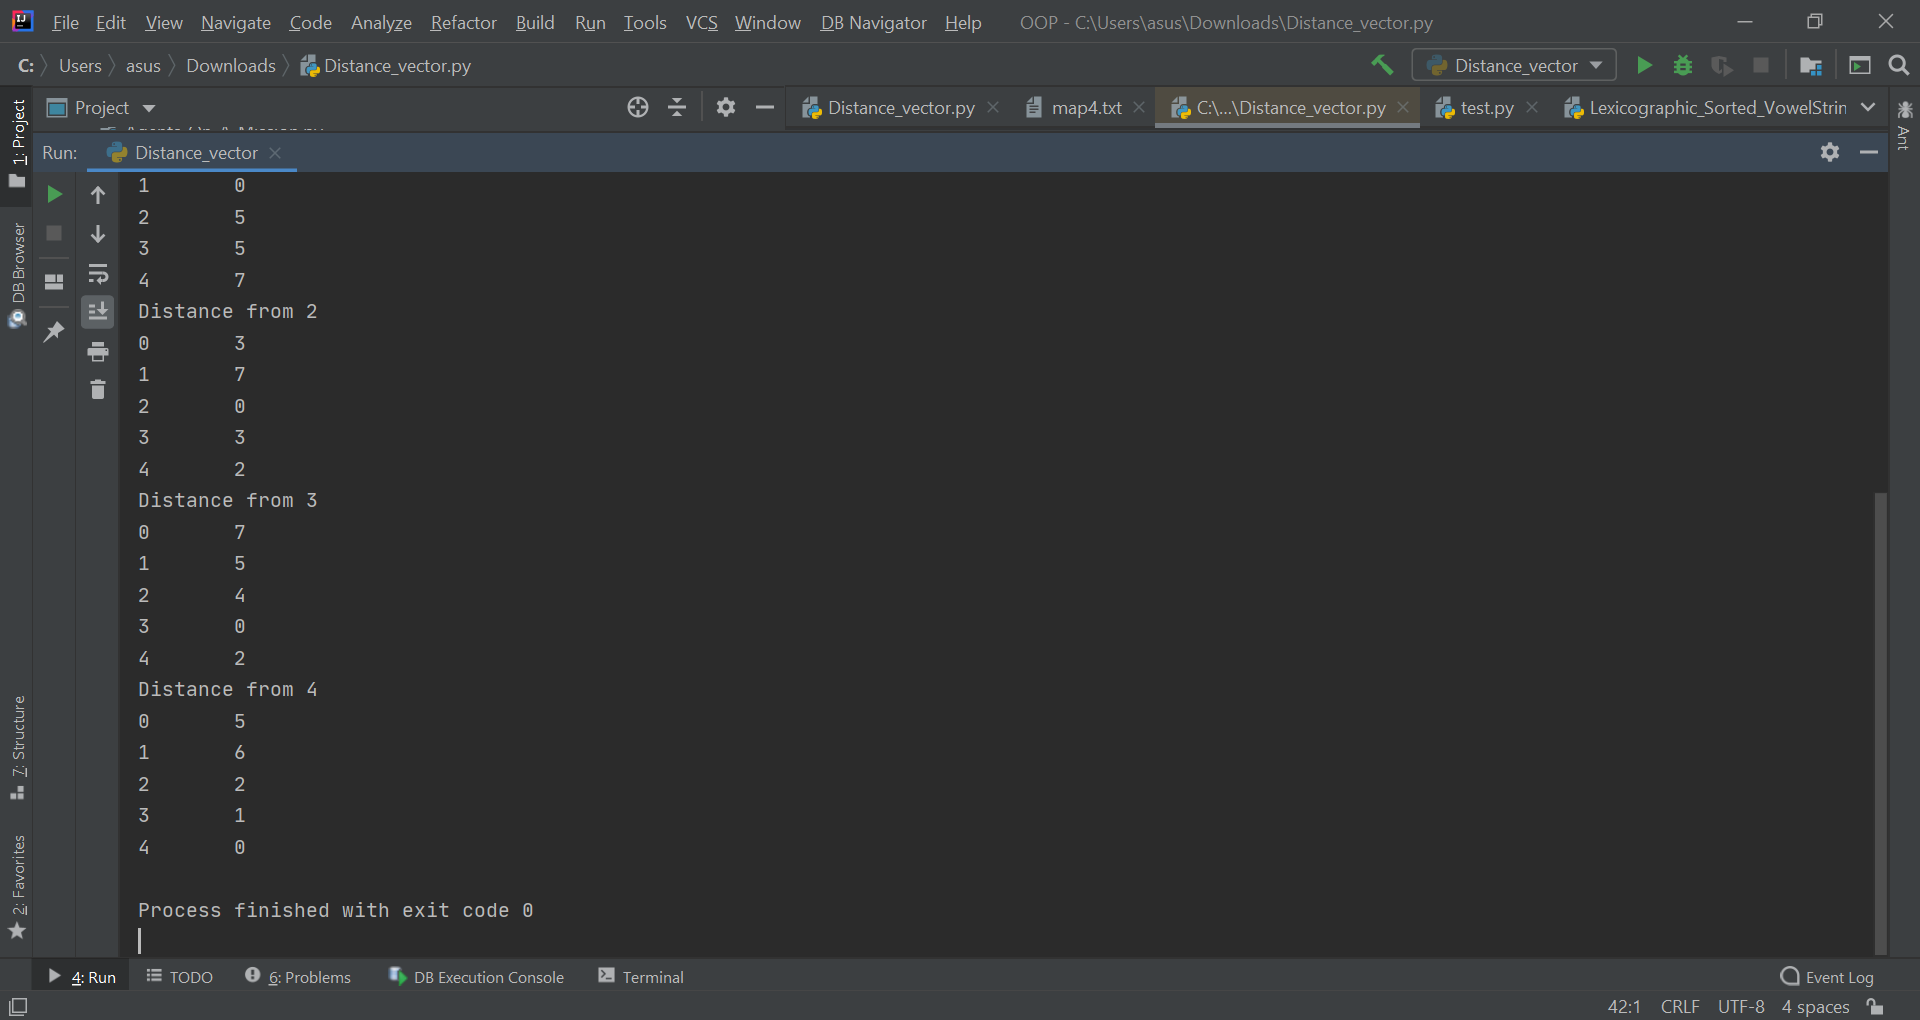 File Edit View Navigate Code Analyze Refactor Build Run Tools VCS Window DB Navigator Help OOP - C:\Users\asus\Downloads\Distance_vector.py
C: Users asus Downloads Distance_vector.py Distance_vector
Project Distance_vector.py map4.txt C:\...\Distance_vector.py test.py Lexicographic_Sorted_VowelStrin
Run: Distance_vector
1: Project
DB Browser
7: Structure
2: Favorites
Ant
1 0
2 5
3 5
4 7
Distance from 2
0 3
1 7
2 0
3 3
4 2
Distance from 3
0 7
1 5
2 4
3 0
4 2
Distance from 4
0 5
1 6
2 2
3 1
4 0
Process finished with exit code 0
4: Run TODO 6: Problems DB Execution Console Terminal Event Log
42:1 CRLF UTF-8 4 spaces